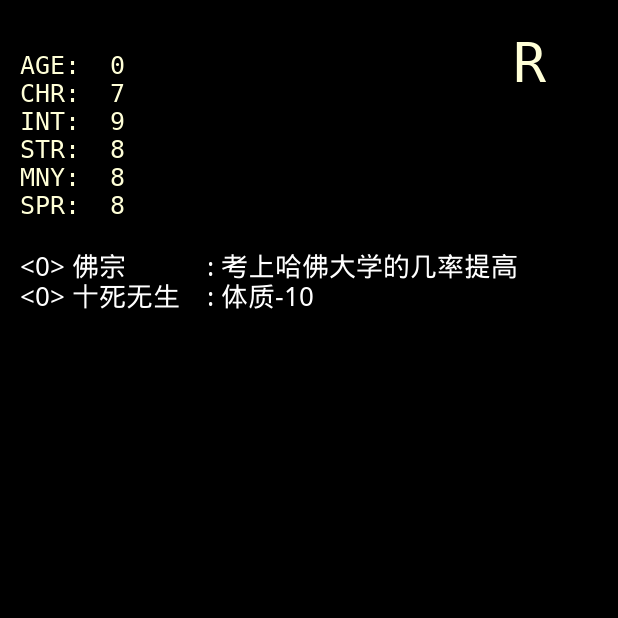 R
AGE: 0
CHR: 7
INT: 9
STR: 8
MNY: 8
SPR: 8
<0> 佛宗 : 考上哈佛大学的几率提高
<0> 十死无生 : 体质-10